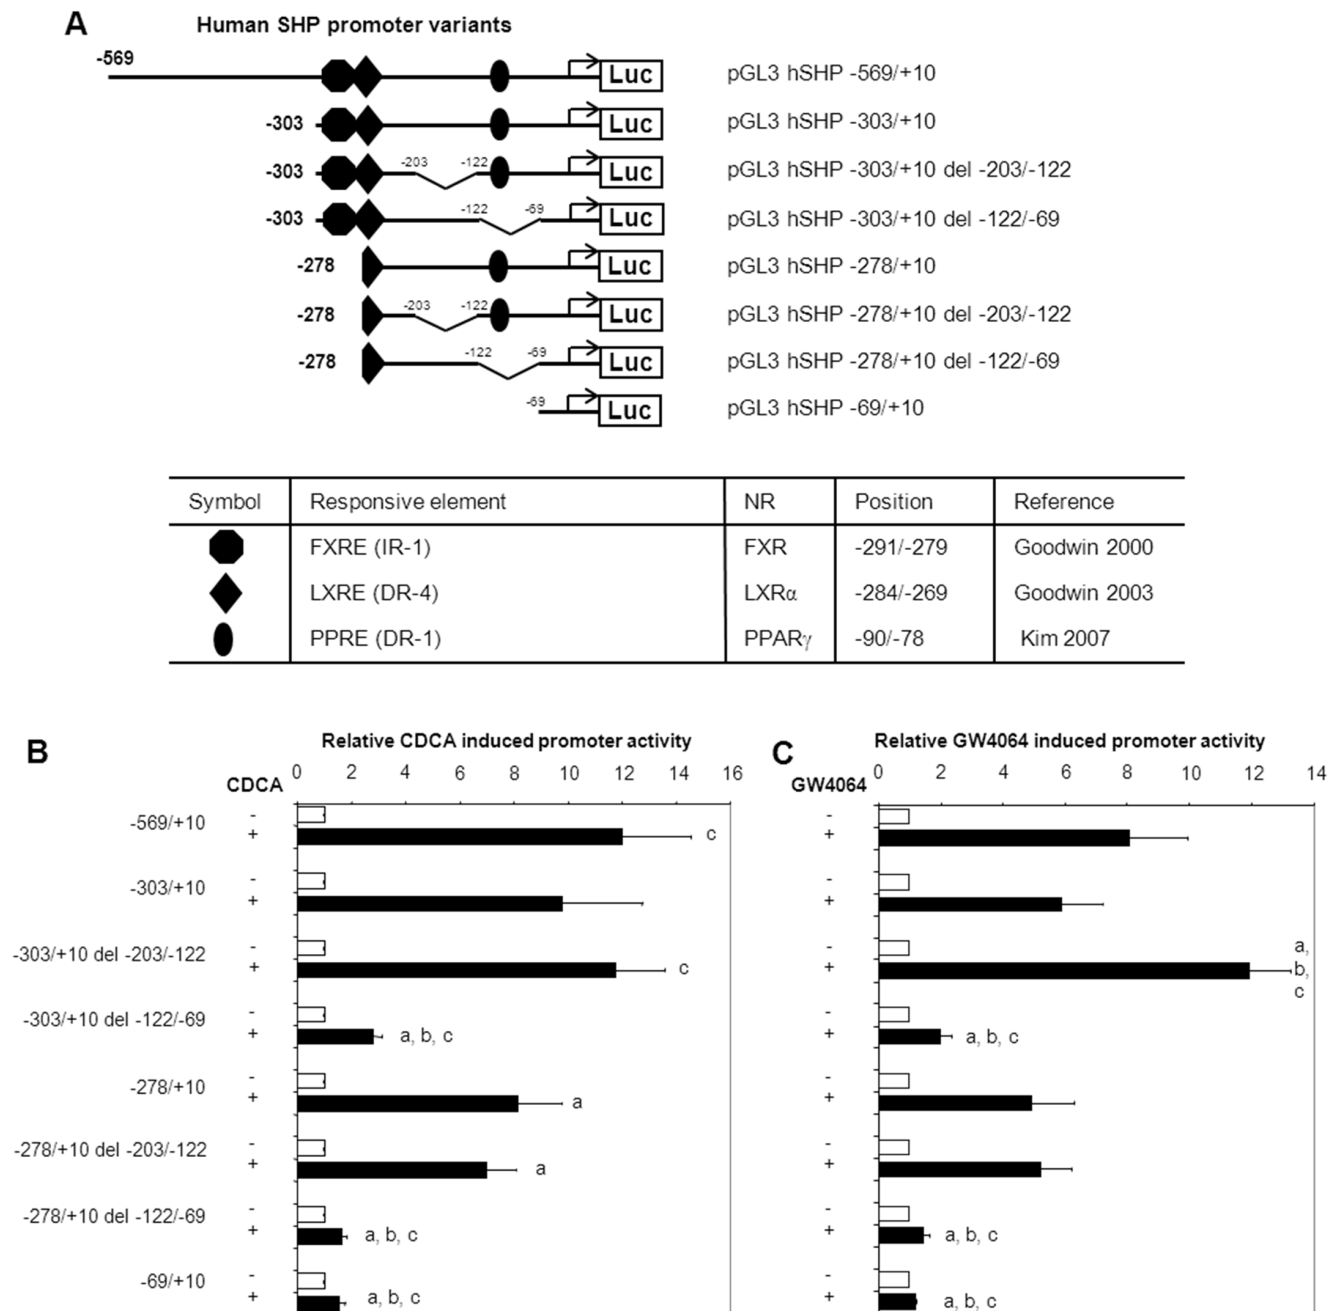 A
Human SHP promoter variants
-569
Luc
pGL3 hSHP -569/+10
-303
Luc
pGL3 hSHP -303/+10
-303
-203
-122
Luc
pGL3 hSHP -303/+10 del -203/-122
-303
-122
-69
Luc
pGL3 hSHP -303/+10 del -122/-69
-278
Luc
pGL3 hSHP -278/+10
-278
-203
-122
Luc
pGL3 hSHP -278/+10 del -203/-122
-278
-122
-69
Luc
pGL3 hSHP -278/+10 del -122/-69
-69
Luc
pGL3 hSHP -69/+10
Symbol Responsive element NR Position Reference
FXRE (IR-1) FXR -291/-279 Goodwin 2000
LXRE (DR-4) LXRα -284/-269 Goodwin 2003
PPRE (DR-1) PPARγ -90/-78 Kim 2007
B
Relative CDCA induced promoter activity
0 2 4 6 8 10 12 14 16
CDCA
-569/+10
-
+
c
-303/+10
-
+
-303/+10 del -203/-122
-
+
c
-303/+10 del -122/-69
-
+
a, b, c
-278/+10
-
+
a
-278/+10 del -203/-122
-
+
a
-278/+10 del -122/-69
-
+
a, b, c
-69/+10
-
+
a, b, c
C
Relative GW4064 induced promoter activity
0 2 4 6 8 10 12 14
GW4064
-
+
-
+
-
+
a,
b,
c
-
+
a, b, c
-
+
-
+
-
+
a, b, c
-
+
a, b, c